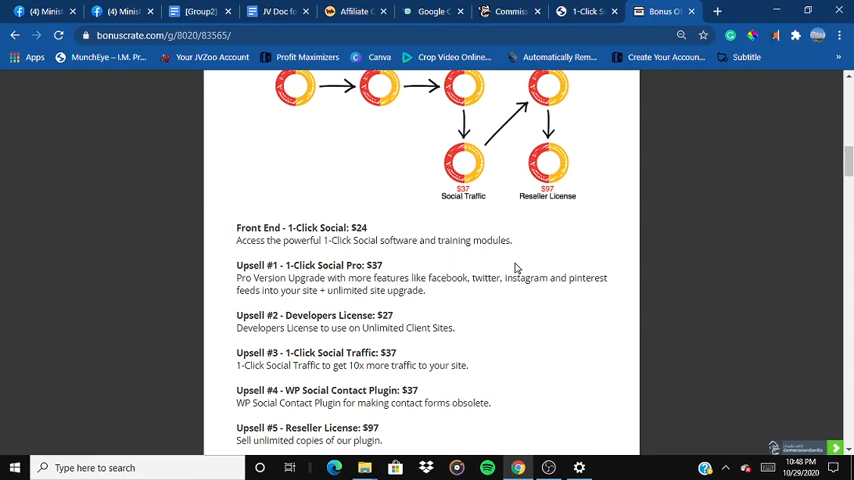 (4) Minist
(4) Minist
[Group2]
JV Doc fo
Affiliate C
Google C
Commiss
1-Click S
Bonus O
bonuscrate.com/g/8020/83565/
Apps
MunchEye – I.M. Pr...
Your JVZoo Account
Profit Maximizers
Canva
Crop Video Online...
Automatically Rem...
Create Your Accoun...
Subtitle
$37
Social Traffic
$97
Reseller License
Front End - 1-Click Social: $24
Access the powerful 1-Click Social software and training modules.
Upsell #1 - 1-Click Social Pro: $37
Pro Version Upgrade with more features like facebook, twitter, instagram and pinterest
feeds into your site + unlimited site upgrade.
Upsell #2 - Developers License: $27
Developers License to use on Unlimited Client Sites.
Upsell #3 - 1-Click Social Traffic: $37
1-Click Social Traffic to get 10x more traffic to your site.
Upsell #4 - WP Social Contact Plugin: $37
WP Social Contact Plugin for making contact forms obsolete.
Upsell #5 - Reseller License: $97
Sell unlimited copies of our plugin.
made with
CommissionGorilla
Type here to search
10:48 PM
10/29/2020